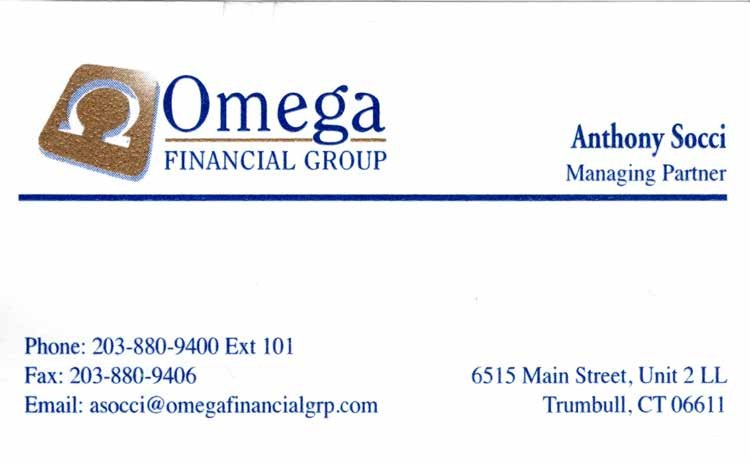 Ω
Omega
FINANCIAL GROUP
Anthony Socci
Managing Partner
Phone: 203-880-9400 Ext 101
Fax: 203-880-9406
Email: asocci@omegafinancialgrp.com
6515 Main Street, Unit 2 LL
Trumbull, CT 06611